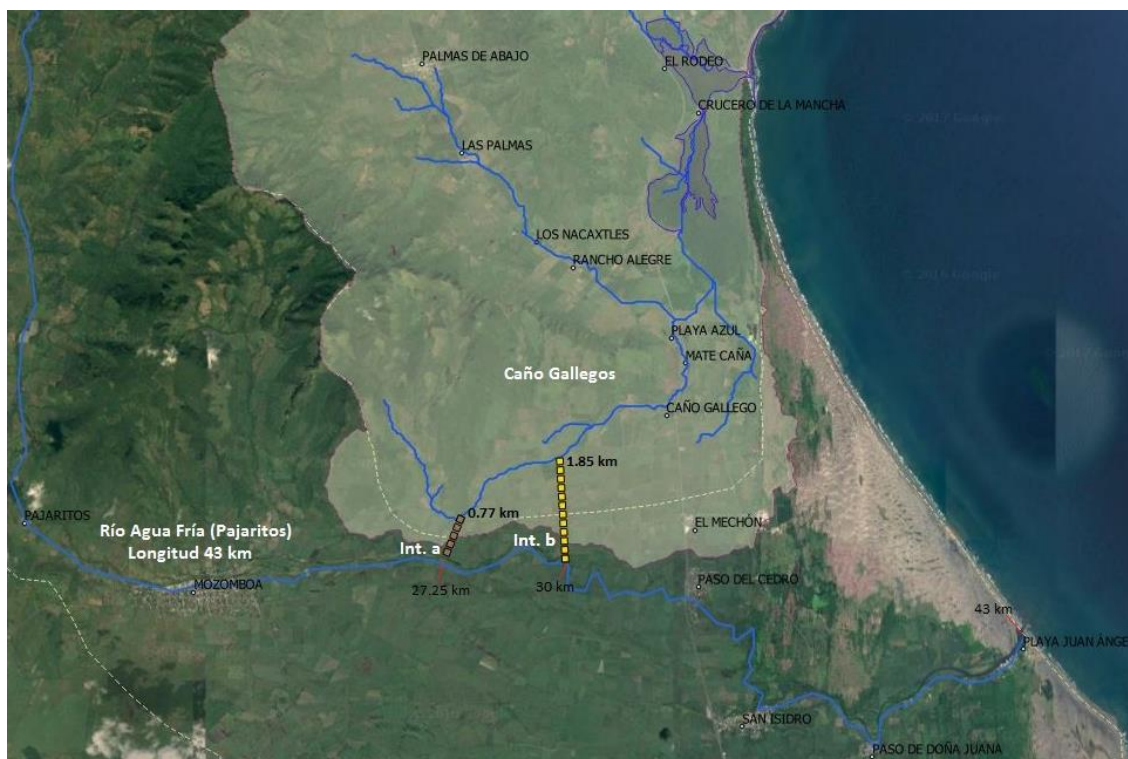 PALMAS DE ABAJO
EL RODEO
CRUCERO DE LA MANCHA
© 2017 Google
LAS PALMAS
LOS NACAXTLES
RANCHO ALEGRE
© 2016 Google
PLAYA AZUL
MATE CAÑA
Caño Gallegos
CAÑO GALLEGO
1.85 km
PAJARITOS
Río Agua Fría (Pajaritos)
Longitud 43 km
0.77 km
EL MECHÓN
Int. a
Int. b
MOZOMBOA
27.25 km
30 km
PASO DEL CEDRO
43 km
PLAYA JUAN ÁNGE
SAN ISIDRO
PASO DE DOÑA JUANA